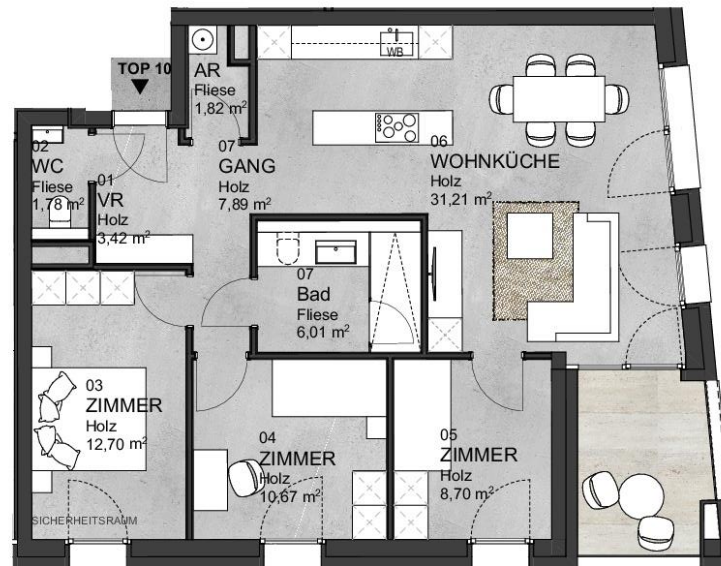 TOP 10
AR
Fliese
1,82 m²
WB
02
WC
Fliese
1,78 m²
01
VR
Holz
3,42 m²
07
GANG
Holz
7,89 m²
06
WOHNKÜCHE
Holz
31,21 m²
07
Bad
Fliese
6,01 m²
03
ZIMMER
Holz
12,70 m²
04
ZIMMER
Holz
10,67 m²
05
ZIMMER
Holz
8,70 m²
SICHERHEITSRAUM